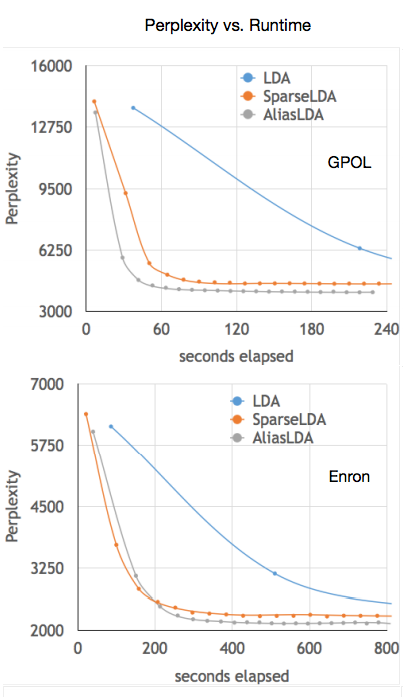 Perplexity vs. Runtime
16000
12750
9500
6250
3000
Perplexity
LDA
SparseLDA
AliasLDA
GPOL
0 60 120 180 240
seconds elapsed
7000
5750
4500
3250
2000
Perplexity
LDA
SparseLDA
AliasLDA
Enron
0 200 400 600 800
seconds elapsed